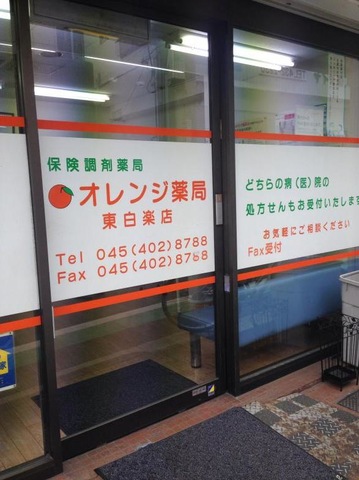 保険調剤薬局
オレンジ薬局
東白楽店
Tel 045(402)8788
Fax 045(402)8768
どちらの病(医)院の
処方せんもお受付いたします
お気軽にご相談ください
Fax受付